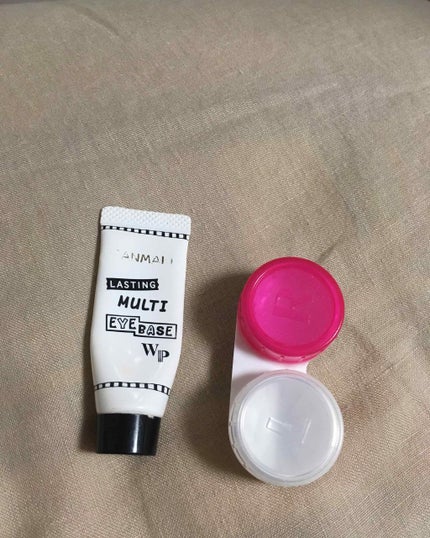 LASTING
MULTI
EYE BASE
WP
R
L